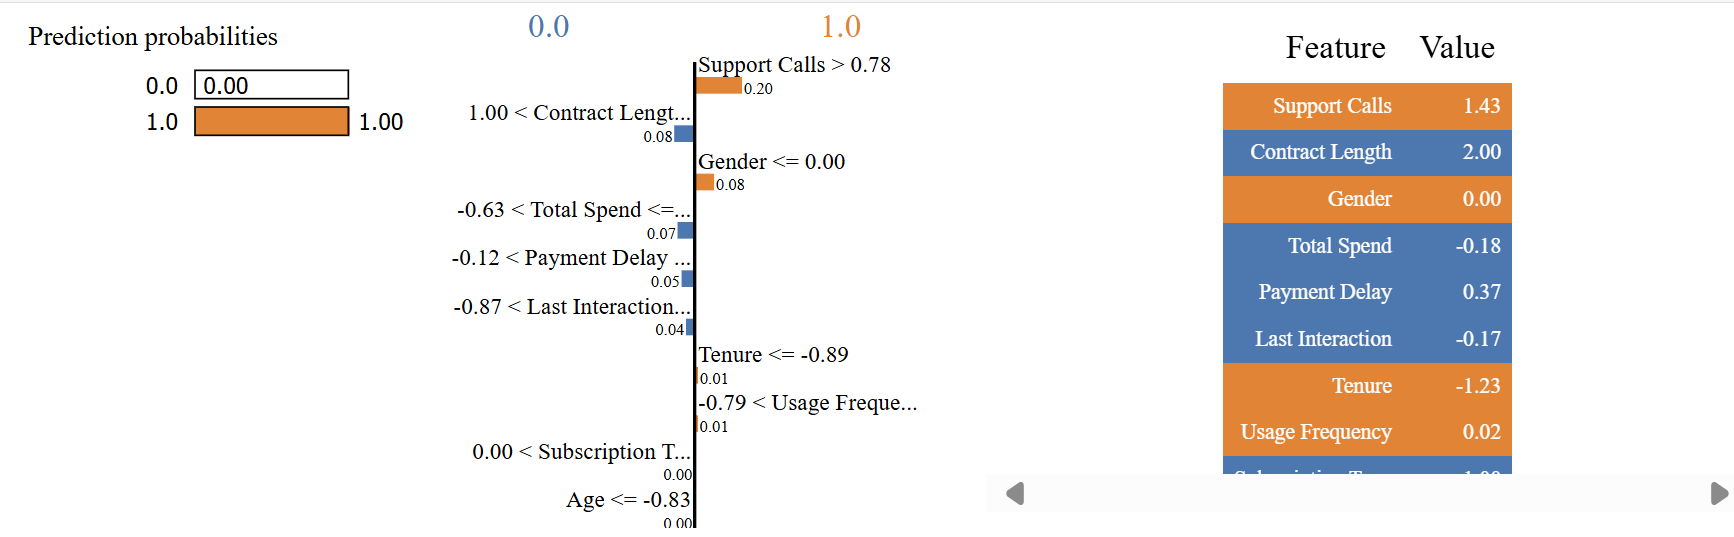 Prediction probabilities
0.0 0.00
1.0 1.00
0.0 1.0
Support Calls > 0.78
0.20
1.00 < Contract Lengt...
0.08
Gender <= 0.00
0.08
-0.63 < Total Spend <=...
0.07
-0.12 < Payment Delay ...
0.05
-0.87 < Last Interaction...
0.04
Tenure <= -0.89
0.01
-0.79 < Usage Freque...
0.01
0.00 < Subscription T...
0.00
Age <= -0.83
0.00
Feature Value
Support Calls 1.43
Contract Length 2.00
Gender 0.00
Total Spend -0.18
Payment Delay 0.37
Last Interaction -0.17
Tenure -1.23
Usage Frequency 0.02